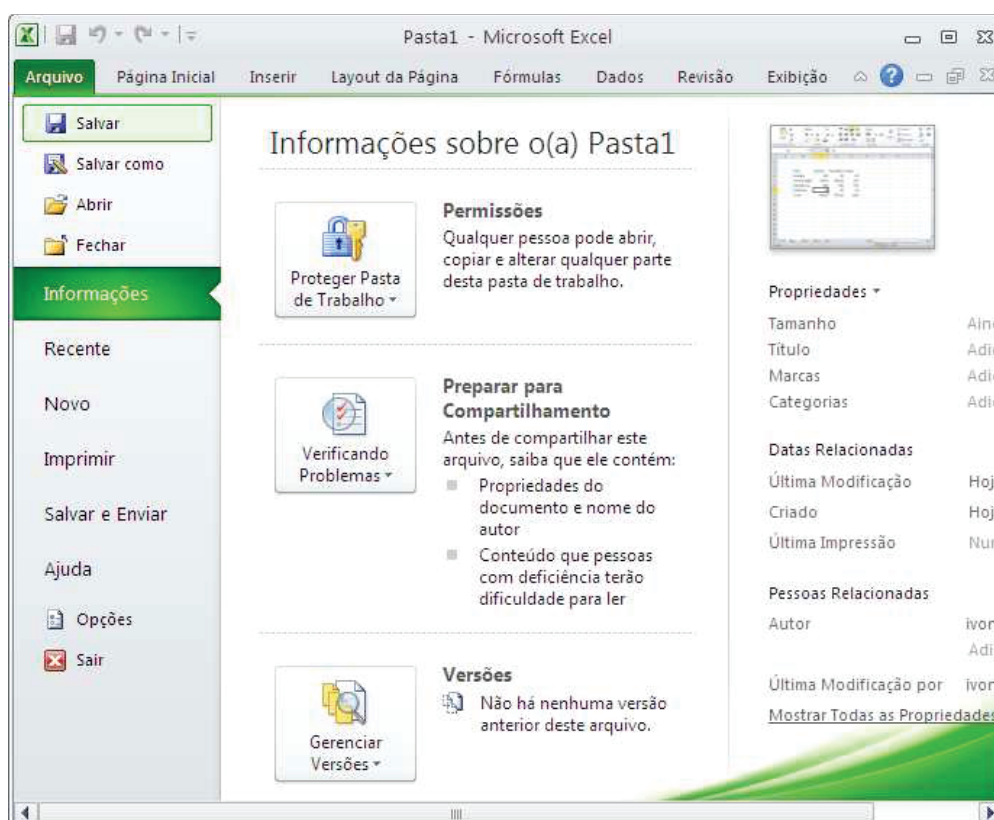 Pasta1 - Microsoft Excel
Arquivo Página Inicial Inserir Layout da Página Fórmulas Dados Revisão Exibição
Salvar
Salvar como
Abrir
Fechar
Informações
Recente
Novo
Imprimir
Salvar e Enviar
Ajuda
Opções
Sair
Informações sobre o(a) Pasta1
Proteger Pasta
de Trabalho
Permissões
Qualquer pessoa pode abrir,
copiar e alterar qualquer parte
desta pasta de trabalho.
Verificando
Problemas
Preparar para
Compartilhamento
Antes de compartilhar este
arquivo, saiba que ele contém:
Propriedades do
documento e nome do
autor
Conteúdo que pessoas
com deficiência terão
dificuldade para ler
Gerenciar
Versões
Versões
Não há nenhuma versão
anterior deste arquivo.
Propriedades
Tamanho
Título
Marcas
Categorias
Datas Relacionadas
Última Modificação
Criado
Última Impressão
Pessoas Relacionadas
Autor
Última Modificação por
Mostrar Todas as Propriedades